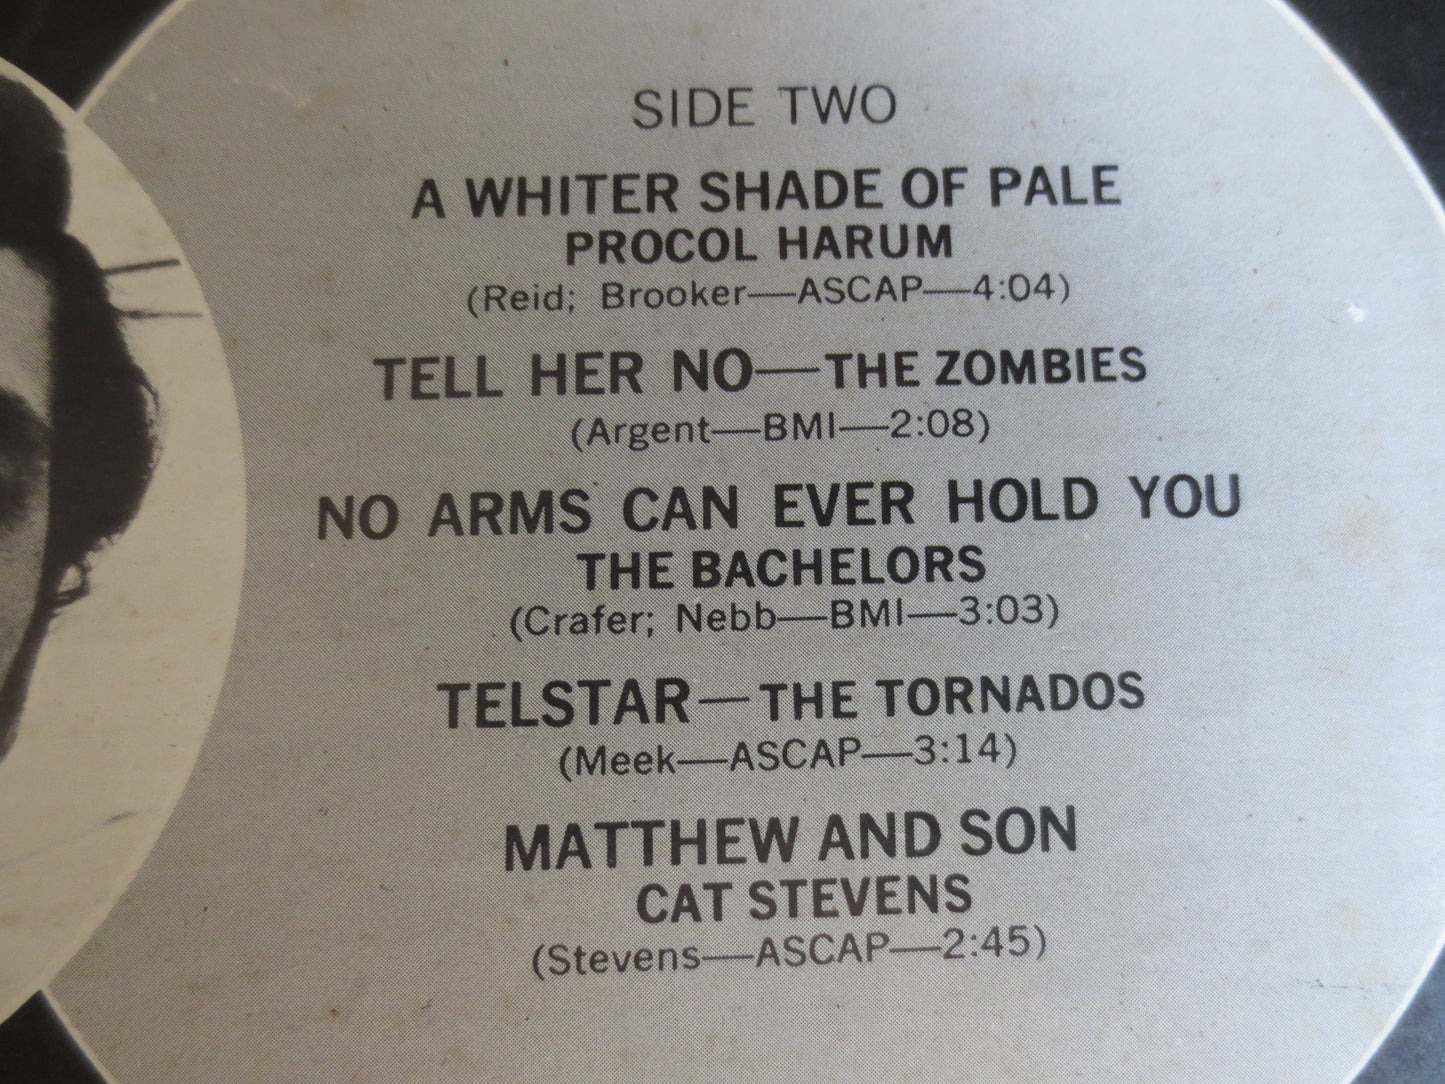 SIDE TWO
A WHITER SHADE OF PALE
PROCOL HARUM
(Reid; Brooker—ASCAP—4:04)
TELL HER NO—THE ZOMBIES
(Argent—BMI—2:08)
NO ARMS CAN EVER HOLD YOU
THE BACHELORS
(Crafer; Nebb—BMI—3:03)
TELSTAR—THE TORNADOS
(Meek—ASCAP—3:14)
MATTHEW AND SON
CAT STEVENS
(Stevens—ASCAP—2:45)